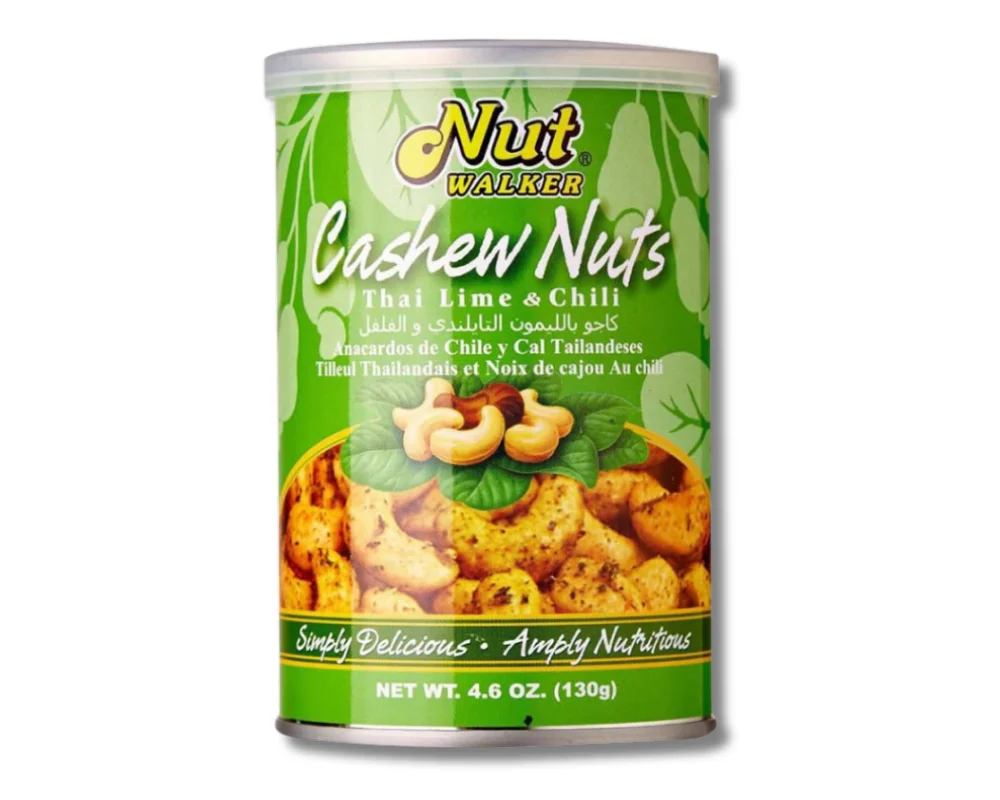 Nut®
WALKER
Cashew Nuts
Thai Lime & Chili
كاجو بالليمون التايلندي و الفلفل
Anacardos de Chile y Cal Tailandeses
Tilleul Thailandais et Noix de cajou Au chili
Simply Delicious • Amply Nutritious
NET WT. 4.6 OZ. (130g)